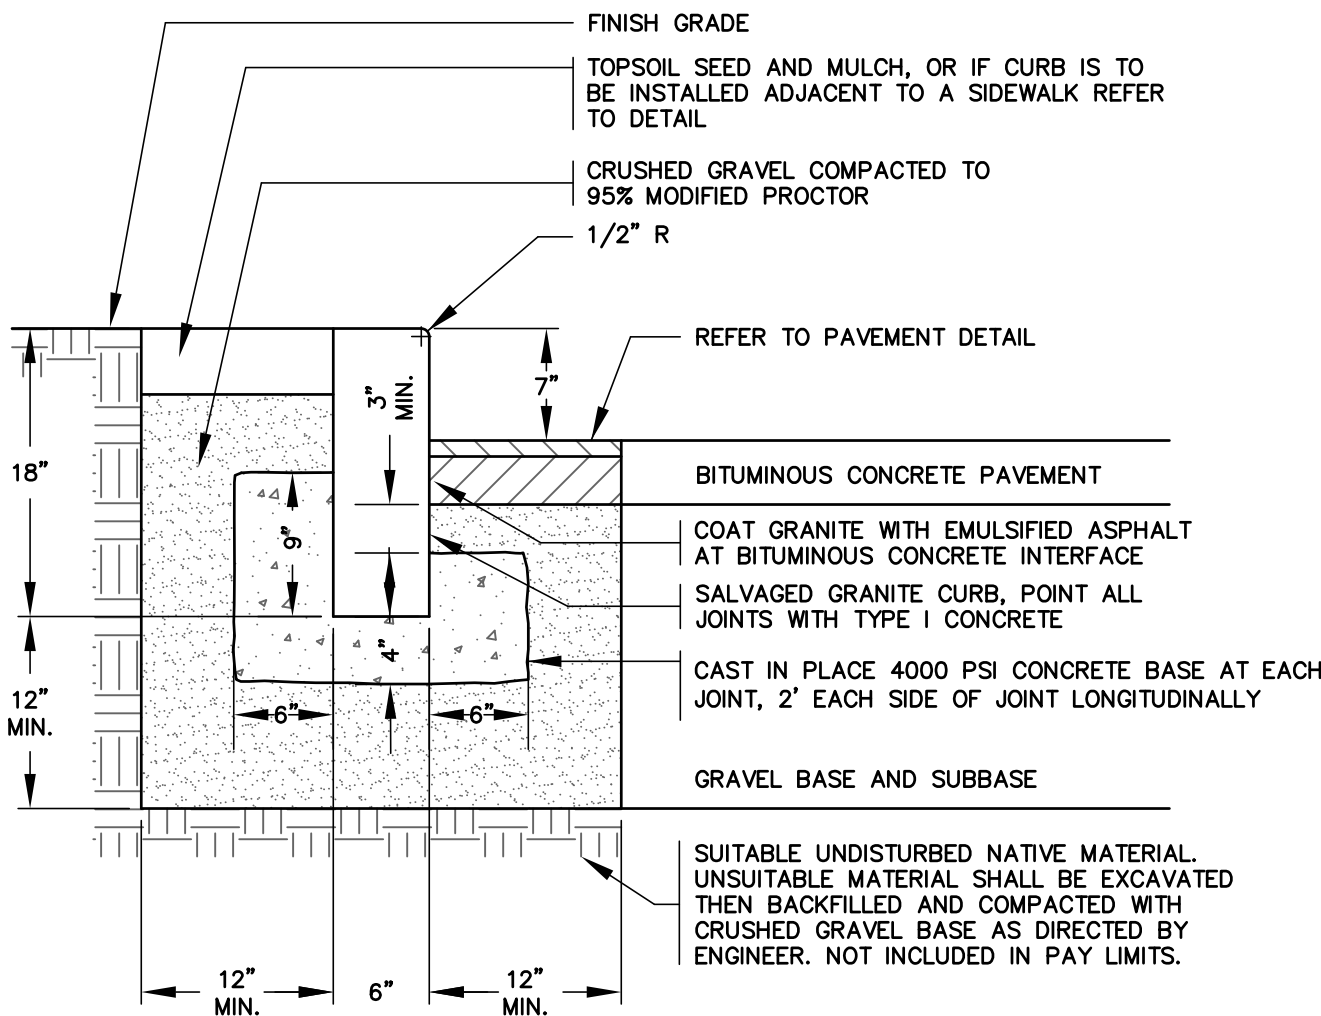 FINISH GRADE
TOPSOIL SEED AND MULCH, OR IF CURB IS TO
BE INSTALLED ADJACENT TO A SIDEWALK REFER
TO DETAIL
CRUSHED GRAVEL COMPACTED TO
95% MODIFIED PROCTOR
1/2" R
REFER TO PAVEMENT DETAIL
7"
3"
MIN.
18"
BITUMINOUS CONCRETE PAVEMENT
COAT GRANITE WITH EMULSIFIED ASPHALT
AT BITUMINOUS CONCRETE INTERFACE
9"
SALVAGED GRANITE CURB, POINT ALL
JOINTS WITH TYPE I CONCRETE
4"
CAST IN PLACE 4000 PSI CONCRETE BASE AT EACH
JOINT, 2' EACH SIDE OF JOINT LONGITUDINALLY
12"
MIN.
6"
6"
GRAVEL BASE AND SUBBASE
SUITABLE UNDISTURBED NATIVE MATERIAL.
UNSUITABLE MATERIAL SHALL BE EXCAVATED
THEN BACKFILLED AND COMPACTED WITH
CRUSHED GRAVEL BASE AS DIRECTED BY
ENGINEER. NOT INCLUDED IN PAY LIMITS.
12"
MIN.
6"
12"
MIN.